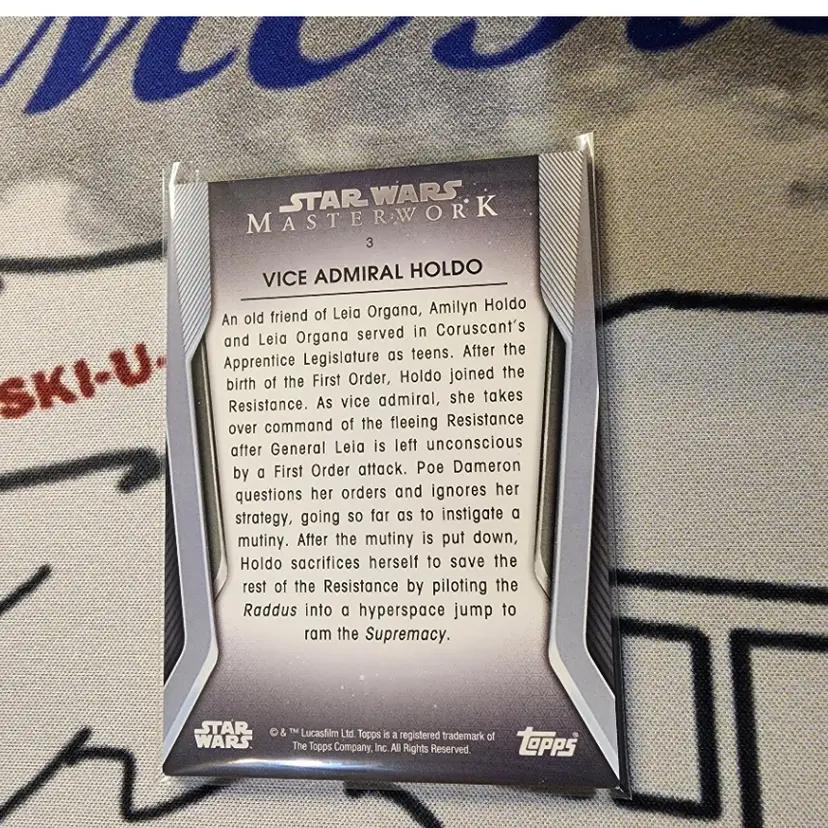 SKI-U-
STAR WARS
MASTERWORK
3
VICE ADMIRAL HOLDO
An old friend of Leia Organa, Amilyn Holdo
and Leia Organa served in Coruscant's
Apprentice Legislature as teens. After the
birth of the First Order, Holdo joined the
Resistance. As vice admiral, she takes
over command of the fleeing Resistance
after General Leia is left unconscious
by a First Order attack. Poe Dameron
questions her orders and ignores her
strategy, going so far as to instigate a
mutiny. After the mutiny is put down,
Holdo sacrifices herself to save the
rest of the Resistance by piloting the
Raddus into a hyperspace jump to
ram the Supremacy.
STAR
WARS
© & ™ Lucasfilm Ltd. Topps is a registered trademark of
The Topps Company, Inc. All Rights Reserved.
Topps